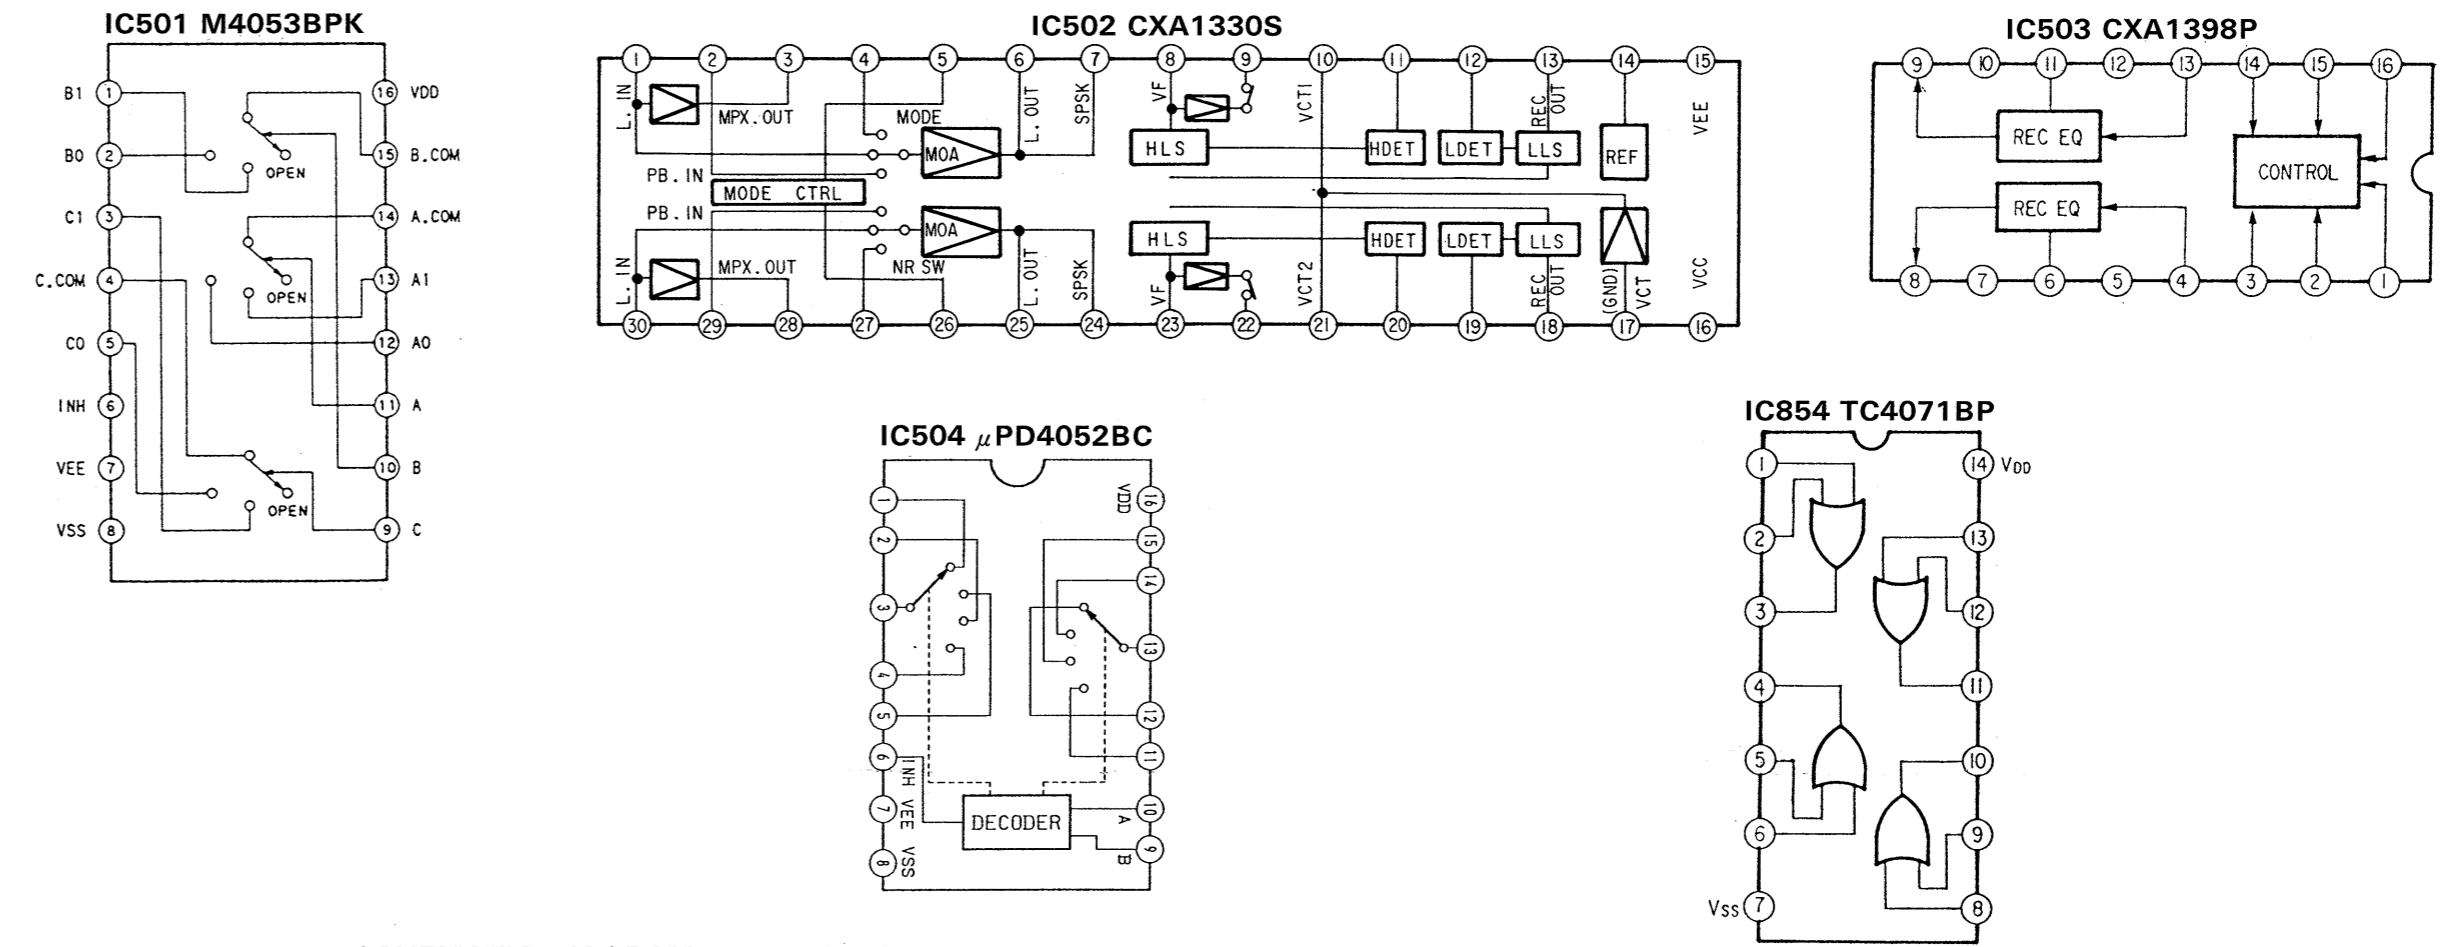 IC501 M4053BPK
B1 1
16 VDD
B0 2
15 B.COM
OPEN
C1 3
14 A.COM
C.COM 4
13 A1
OPEN
C0 5
12 A0
INH 6
11 A
VEE 7
10 B
OPEN
VSS 8
9 C
IC502 CXA1330S
1 2 3 4 5 6 7 8 9 10 11 12 13 14 15
L.IN
MPX.OUT
MODE
L.OUT
SPSK
VF
VCT1
REC OUT
VEE
MOA
HLS
HDET
LDET
LLS
REF
PB.IN
MODE CTRL
PB.IN
MOA
HLS
HDET
LDET
LLS
L.IN
MPX.OUT
NR SW
L.OUT
SPSK
VF
VCT2
REC OUT
(GND)
VCT
VCC
30 29 28 27 26 25 24 23 22 21 20 19 18 17 16
IC503 CXA1398P
9 10 11 12 13 14 15 16
REC EQ
CONTROL
REC EQ
8 7 6 5 4 3 2 1
IC504 μPD4052BC
1
16 VDD
2
15
14
3
13
4
5
12
6 INH
11
7 VEE
DECODER
10 A
8 VSS
9 B
IC854 TC4071BP
1
14 VDD
2
13
3
12
4
11
5
10
6
9
VSS 7
8